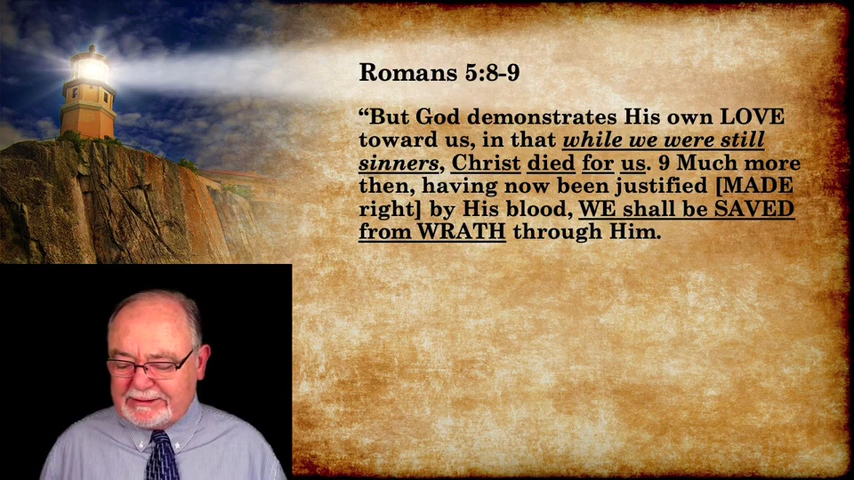 Romans 5:8-9
“But God demonstrates His own LOVE
toward us, in that while we were still
sinners, Christ died for us. 9 Much more
then, having now been justified [MADE
right] by His blood, WE shall be SAVED
from WRATH through Him.